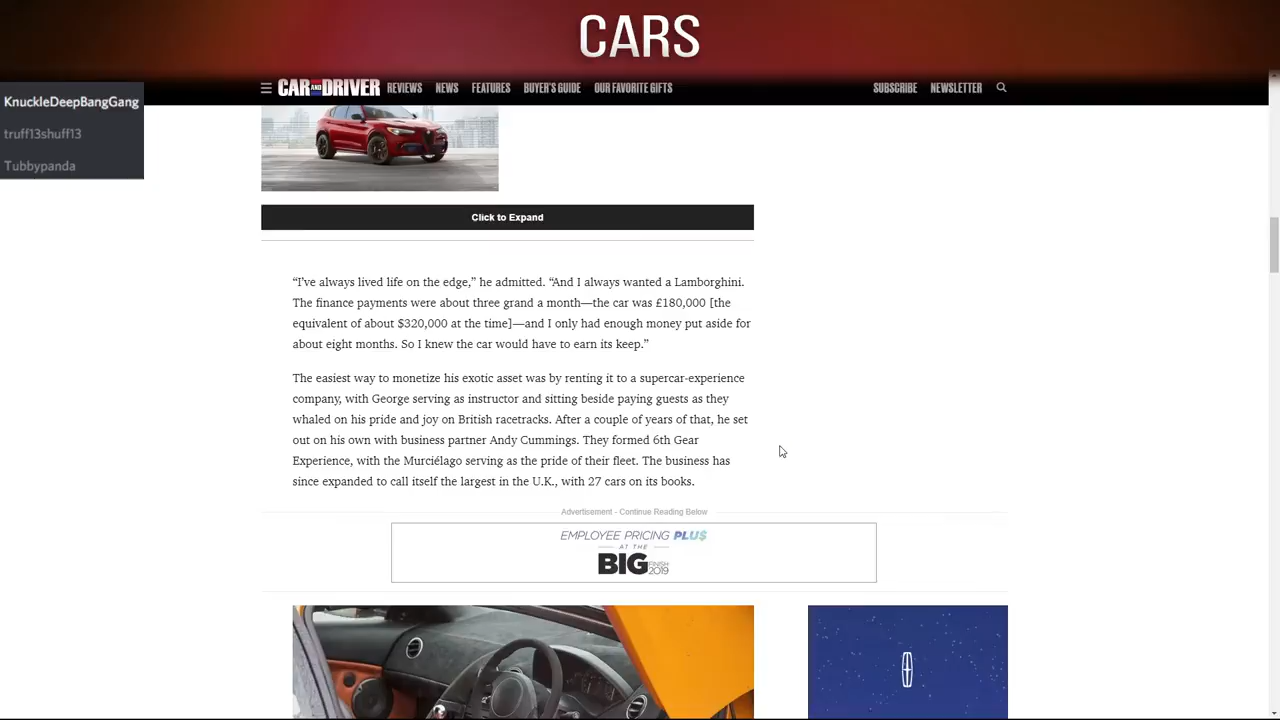 CARS
CAR AND DRIVER REVIEWS NEWS FEATURES BUYER'S GUIDE OUR FAVORITE GIFTS SUBSCRIBE NEWSLETTER
KnuckleDeepBangGang
truff13shuff13
Tubbypanda
Click to Expand
“I’ve always lived life on the edge,” he admitted. “And I always wanted a Lamborghini.
The finance payments were about three grand a month—the car was £180,000 [the
equivalent of about $320,000 at the time]—and I only had enough money put aside for
about eight months. So I knew the car would have to earn its keep.”
The easiest way to monetize his exotic asset was by renting it to a supercar-experience
company, with George serving as instructor and sitting beside paying guests as they
whaled on his pride and joy on British racetracks. After a couple of years of that, he set
out on his own with business partner Andy Cummings. They formed 6th Gear
Experience, with the Murciélago serving as the pride of their fleet. The business has
since expanded to call itself the largest in the U.K., with 27 cars on its books.
Advertisement - Continue Reading Below
EMPLOYEE PRICING PLU$
AT THE
BIG FINISH 2019